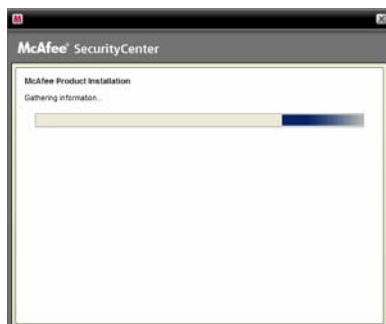 McAfee® SecurityCenter
McAfee Product Installation
Gathering information...